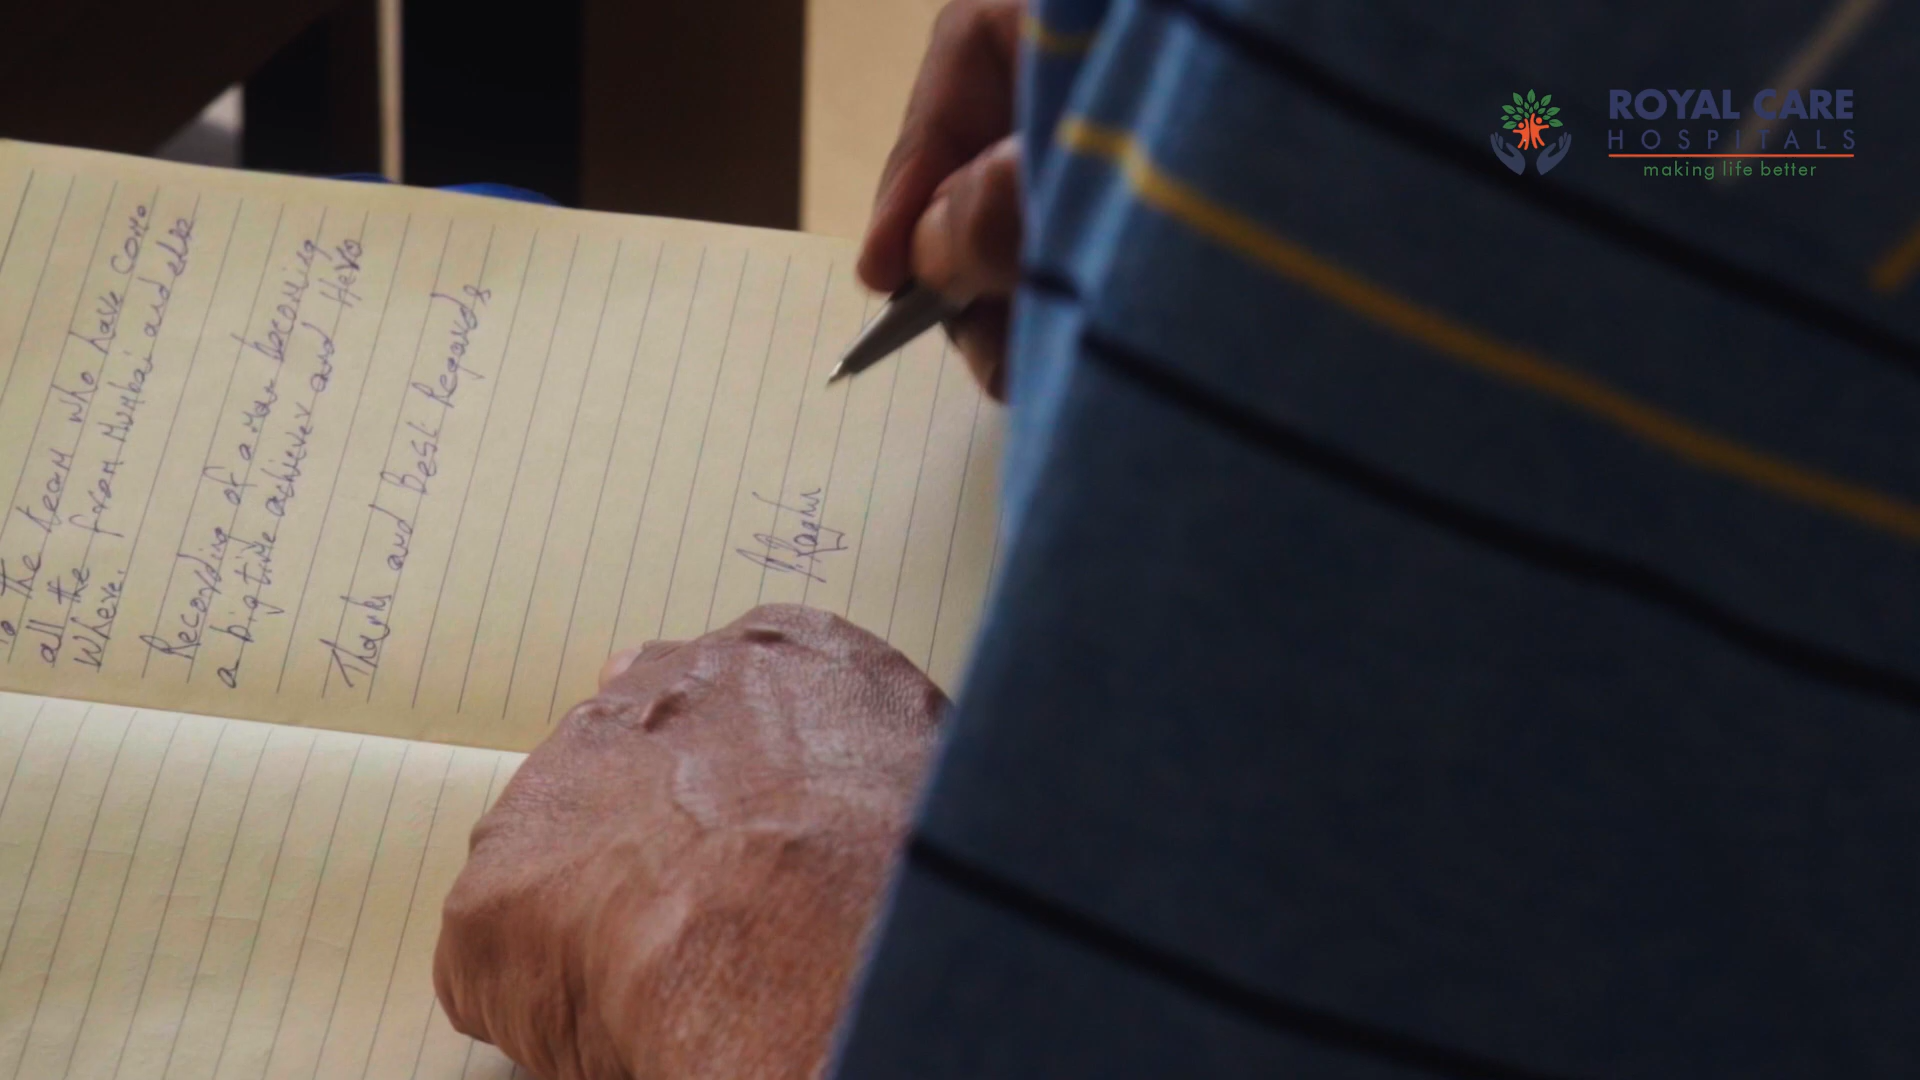 To the team who have come
all the from Mumbai and else
where.
Recording of a man becoming
a big time achiever and Hero
Thanks and Best Regards
ROYAL CARE
HOSPITALS
making life better